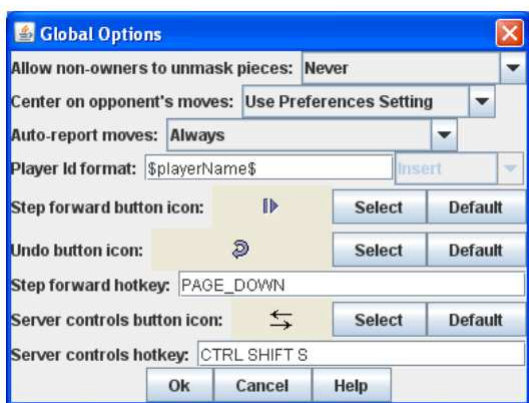 Global Options
Allow non-owners to unmask pieces: Never
Center on opponent's moves: Use Preferences Setting
Auto-report moves: Always
Player Id format: $playerName$ Insert
Step forward button icon: Select Default
Undo button icon: Select Default
Step forward hotkey: PAGE_DOWN
Server controls button icon: Select Default
Server controls hotkey: CTRL SHIFT S
Ok Cancel Help